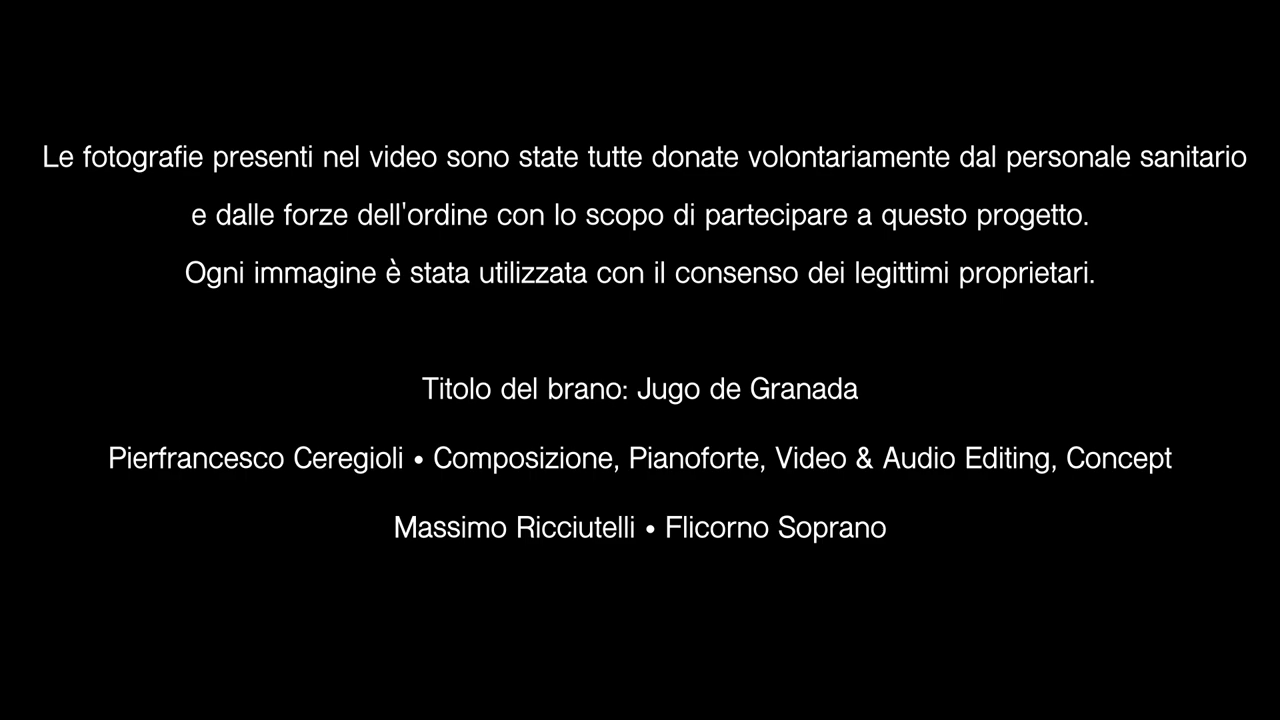 Le fotografie presenti nel video sono state tutte donate volontariamente dal personale sanitario
e dalle forze dell'ordine con lo scopo di partecipare a questo progetto.
Ogni immagine è stata utilizzata con il consenso dei legittimi proprietari.
Titolo del brano: Jugo de Granada
Pierfrancesco Ceregioli • Composizione, Pianoforte, Video & Audio Editing, Concept
Massimo Ricciutelli • Flicorno Soprano